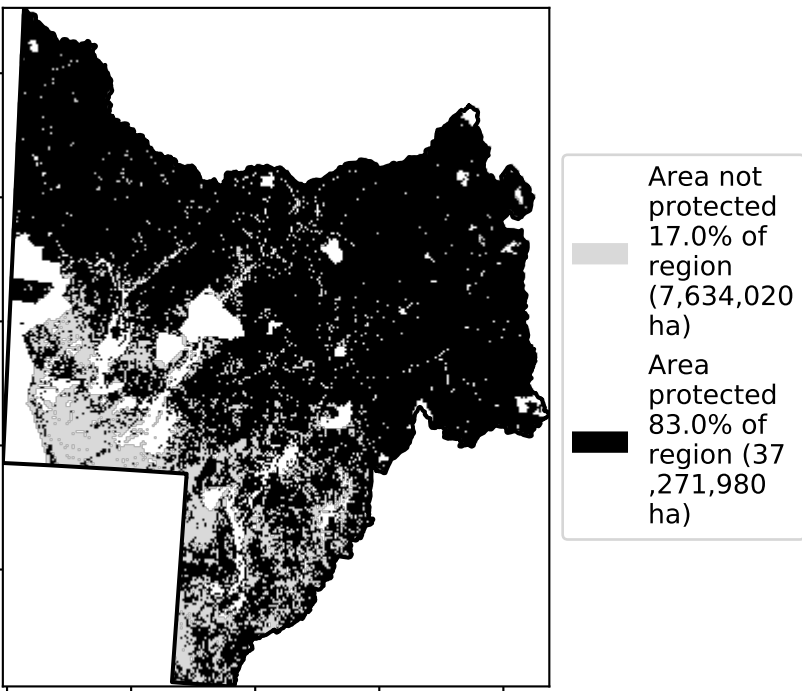 Area not
protected
17.0% of
region
(7,634,020
ha)
Area
protected
83.0% of
region (37
,271,980
ha)